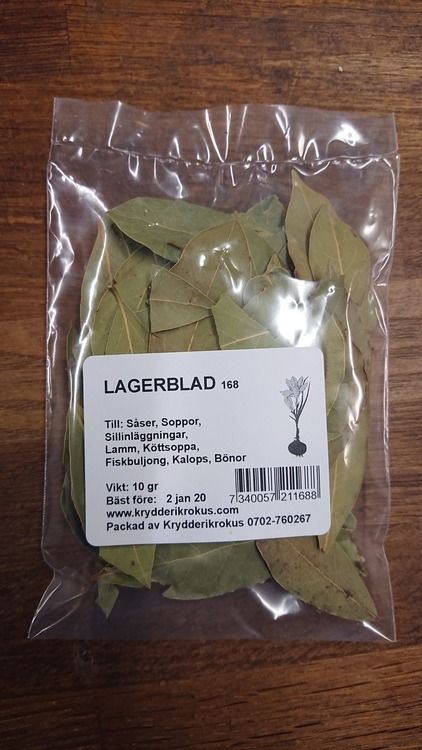 LAGERBLAD 168
Till: Såser, Soppor,
Sillinläggningar,
Lamm, Köttsoppa,
Fiskbuljong, Kalops, Bönor
Vikt: 10 gr
Bäst före: 2 jan 20
7 340057 211688
www.krydderikrokus.com
Packad av Krydderikrokus 0702-760267